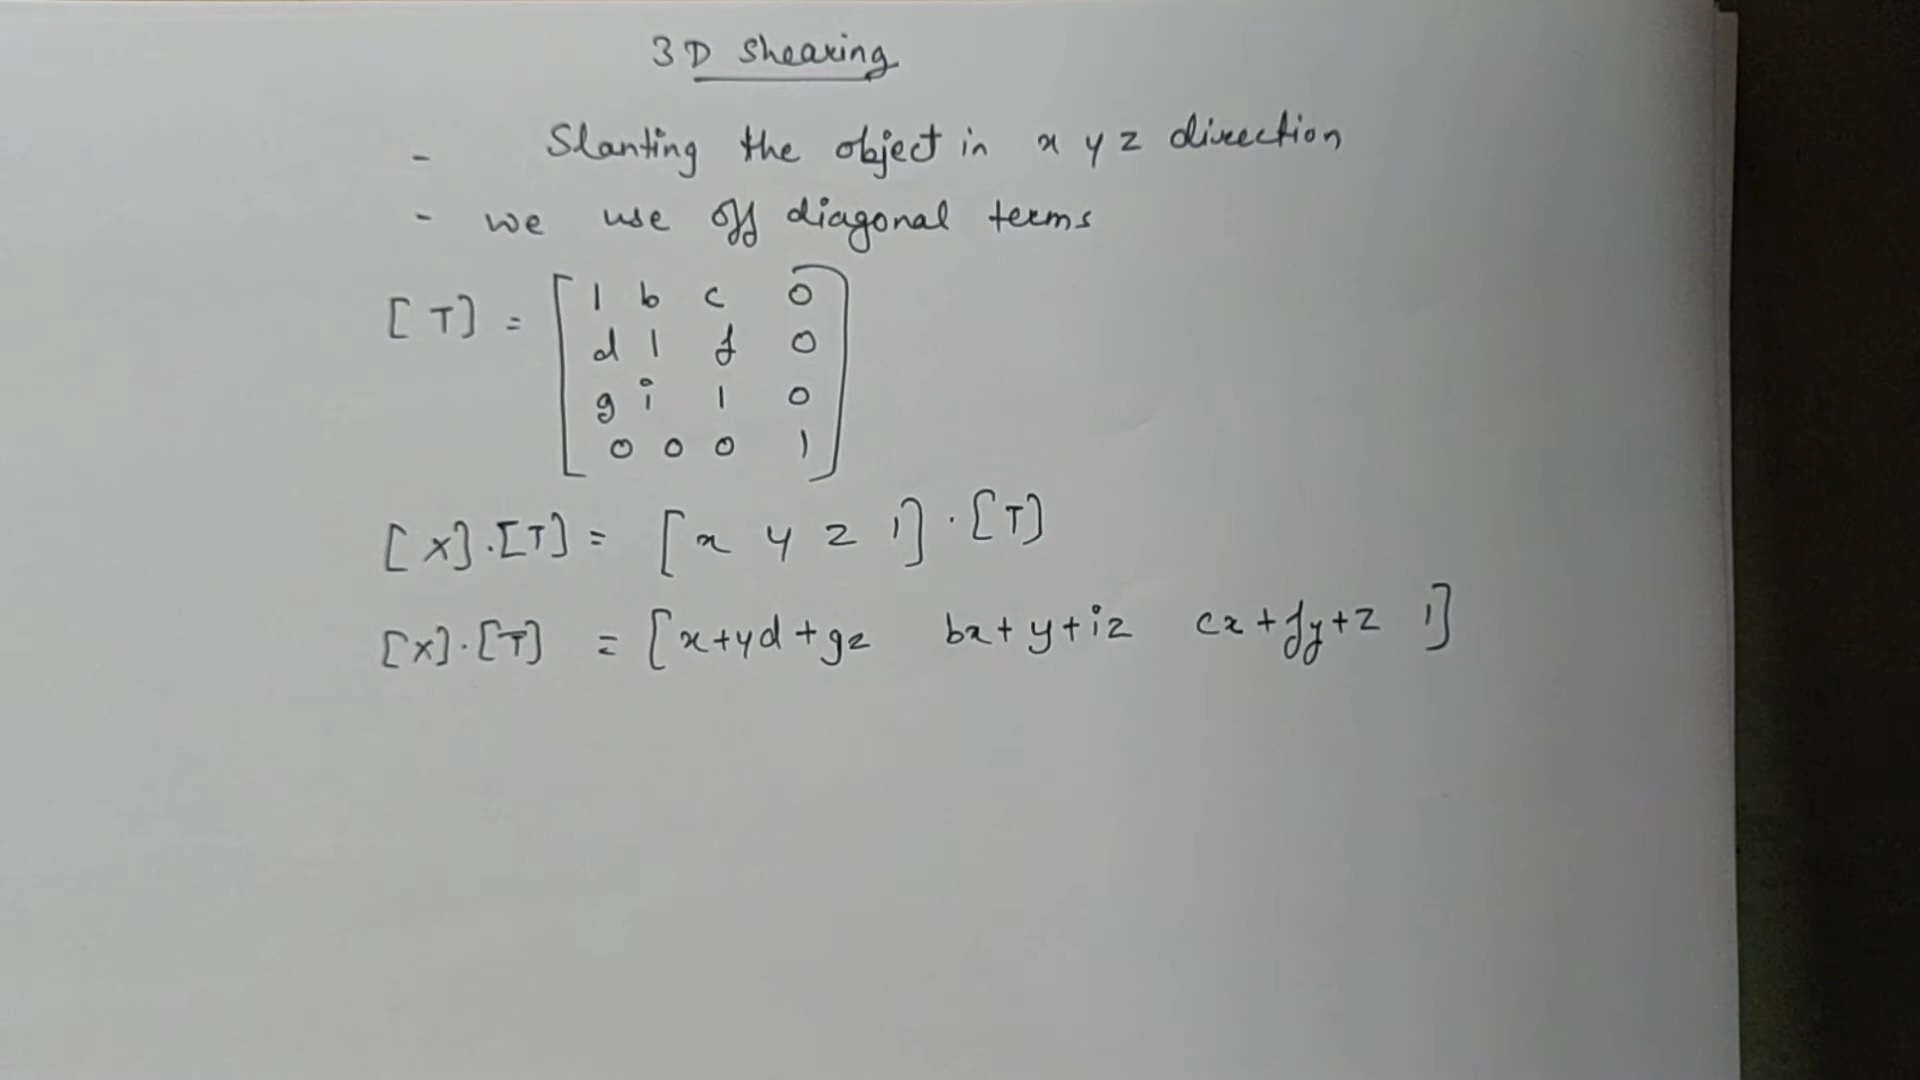 3D Shearing
- Slanting the object in x y z direction
- we use off diagonal terms
[T] = [ 1 b c 0
d 1 f 0
g i 1 0
0 0 0 1 ]
[X].[T] = [x y z 1] . [T]
[X].[T] = [x+yd+gz bx+y+iz cx+fy+z 1]